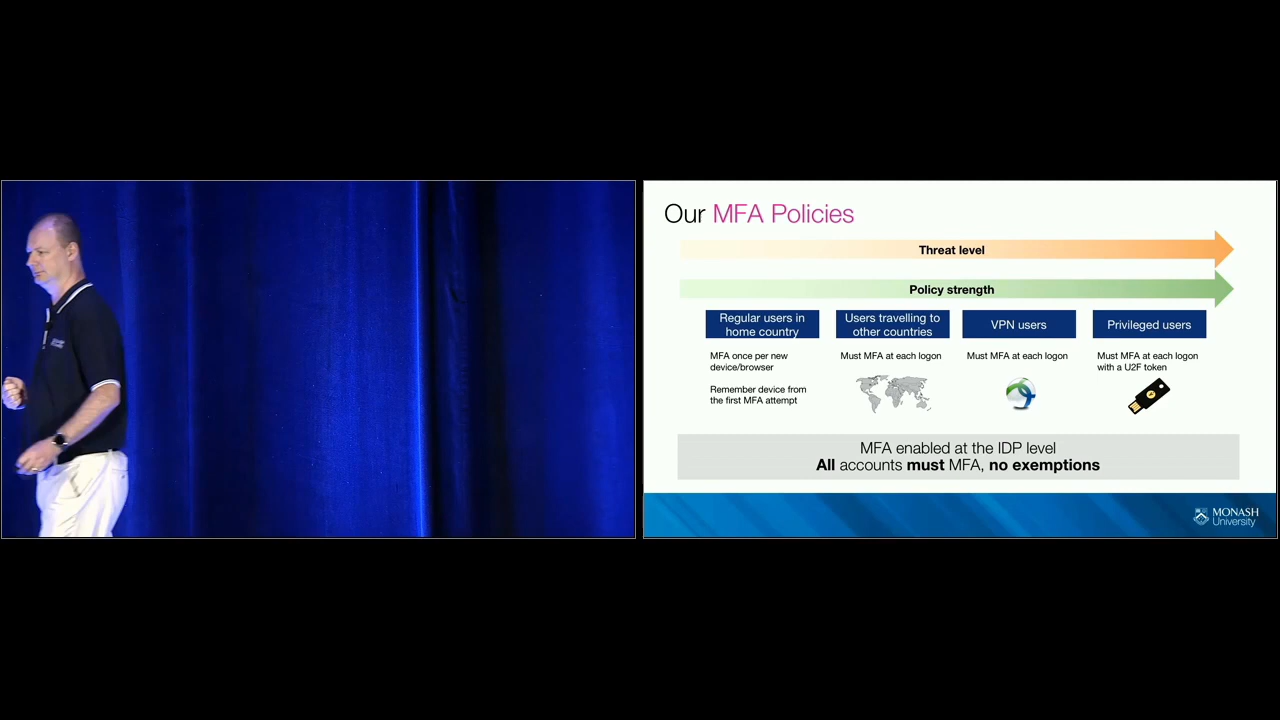 Our MFA Policies
Threat level
Policy strength
Regular users in
home country
Users travelling to
other countries
VPN users
Privileged users
MFA once per new
device/browser
Remember device from
the first MFA attempt
Must MFA at each logon
Must MFA at each logon
Must MFA at each logon
with a U2F token
MFA enabled at the IDP level
All accounts must MFA, no exemptions
MONASH
University